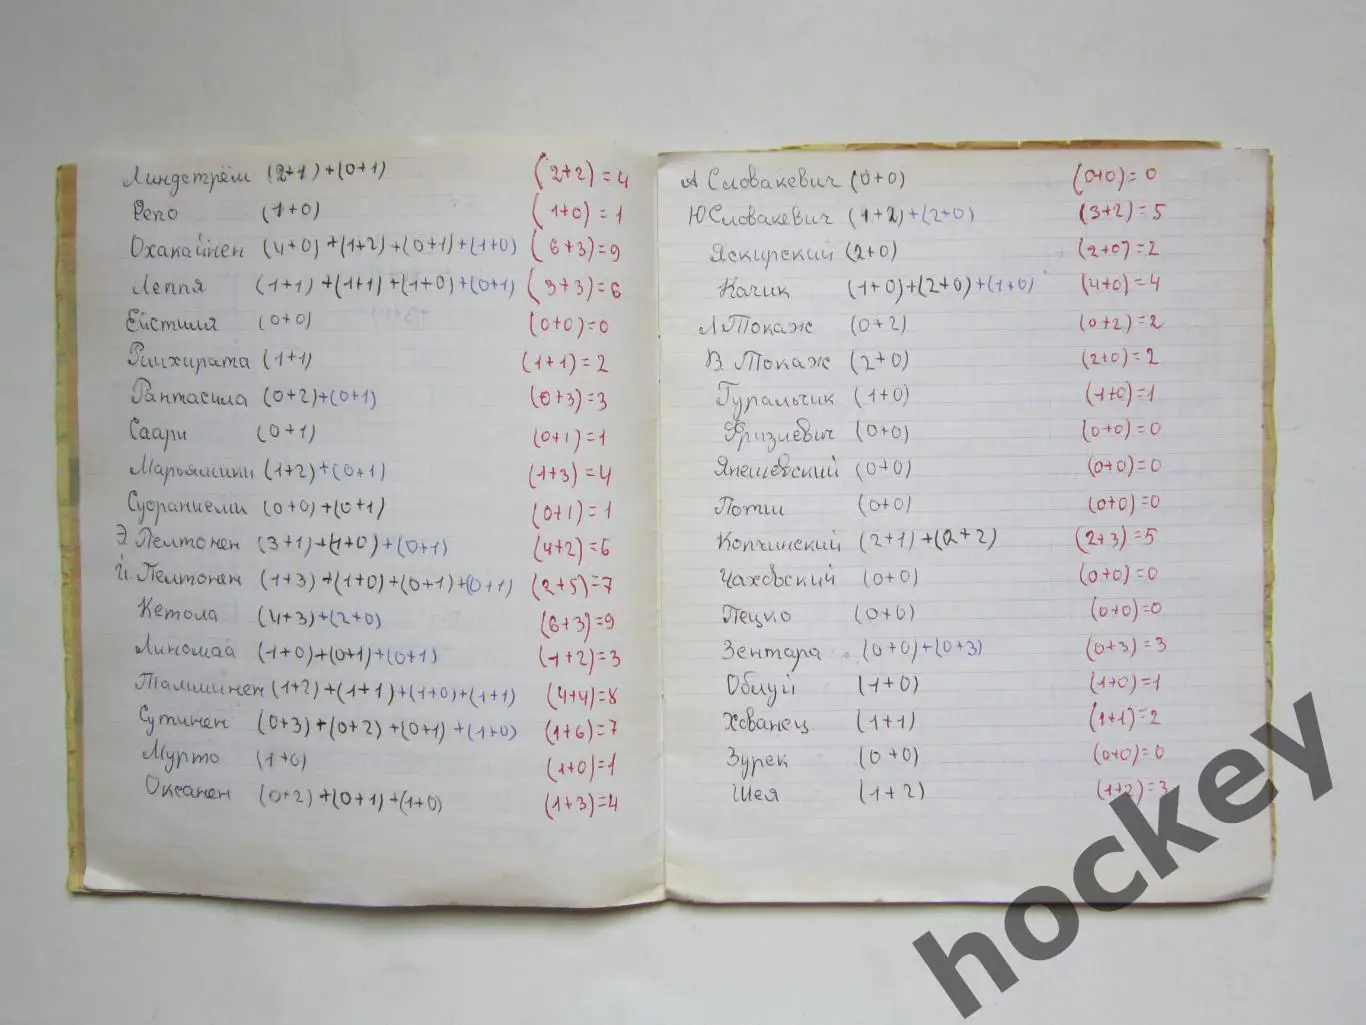 Линдстрём (2+1)+(0+1) (2+2)=4
Репо (1+0) (1+0)=1
Охакайнен (4+0)+(1+2)+(0+1)+(1+0) (6+3)=9
Леппя (1+1)+(1+1)+(1+0)+(0+1) (3+3)=6
Ейстиля (0+0) (0+0)=0
Риихирата (1+1) (1+1)=2
Рантасила (0+2)+(0+1) (0+3)=3
Саари (0+1) (0+1)=1
Марьямяки (1+2)+(0+1) (1+3)=4
Суораниеми (0+0)+(0+1) (0+1)=1
Э. Пелтонен (3+1)+(1+0)+(0+1) (4+2)=6
Й. Пелтонен (1+3)+(1+0)+(0+1)+(0+1) (2+5)=7
Кетола (4+3)+(2+0) (6+3)=9
Линомаа (1+0)+(0+1)+(0+1) (1+2)=3
Тамминен (1+2)+(1+1)+(1+0)+(1+1) (4+4)=8
Сутинен (0+3)+(0+2)+(0+1)+(1+0) (1+6)=7
Мурто (1+0) (1+0)=1
Оксанен (0+2)+(0+1)+(1+0) (1+3)=4
А Словакевич (0+0) (0+0)=0
Ю Словакевич (1+2)+(2+0) (3+2)=5
Яскирский (2+0) (2+0)=2
Качик (1+0)+(2+0)+(1+0) (4+0)=4
Л. Токаж (0+2) (0+2)=2
В. Токаж (2+0) (2+0)=2
Гуральчик (1+0) (1+0)=1
Фризлевич (0+0) (0+0)=0
Янешевский (0+0) (0+0)=0
Потш (0+0) (0+0)=0
Копчинский (2+1)+(0+2) (2+3)=5
Чаховский (0+0) (0+0)=0
Пецко (0+0) (0+0)=0
Зентара (0+0)+(0+3) (0+3)=3
Облуй (1+0) (1+0)=1
Хованец (1+1) (1+1)=2
Зурек (0+0) (0+0)=0
Шея (1+2) (1+2)=3
hockey